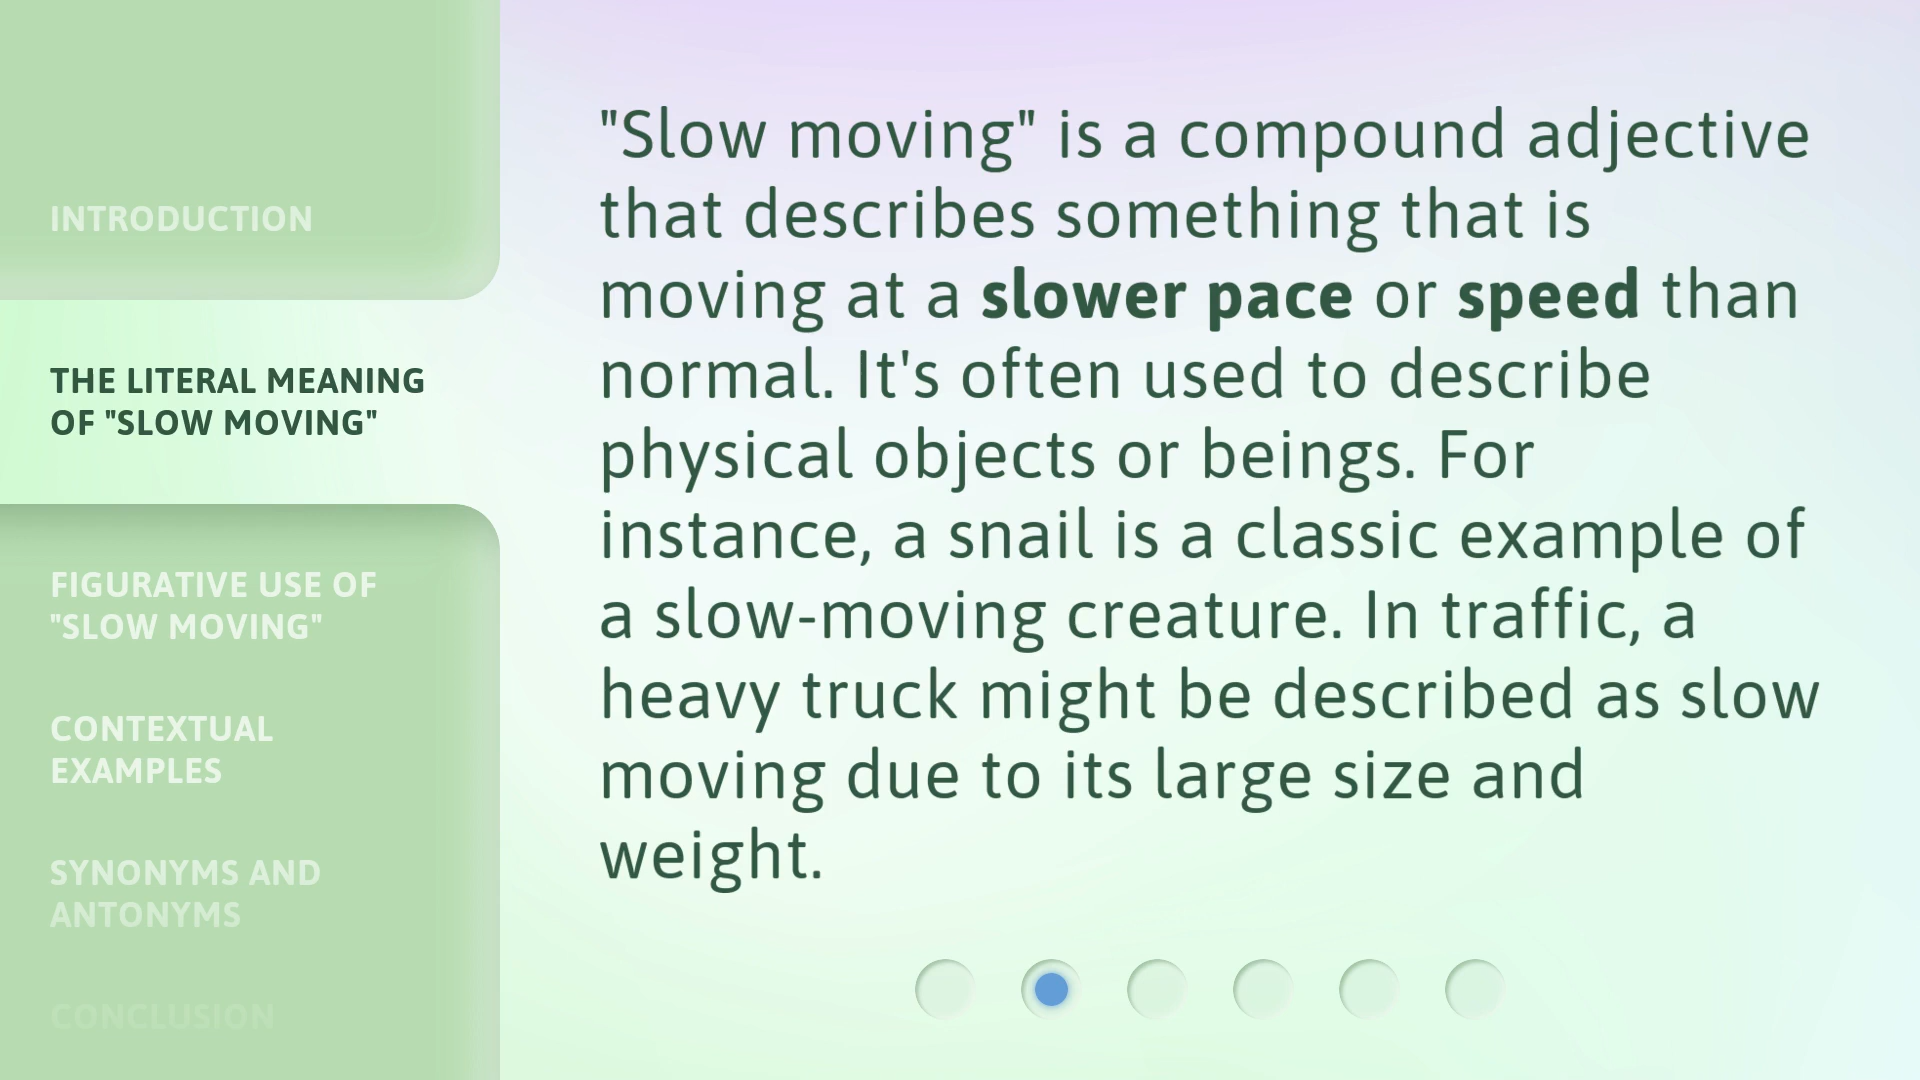 INTRODUCTION
THE LITERAL MEANING
OF "SLOW MOVING"
FIGURATIVE USE OF
"SLOW MOVING"
CONTEXTUAL
EXAMPLES
SYNONYMS AND
ANTONYMS
CONCLUSION
"Slow moving" is a compound adjective
that describes something that is
moving at a slower pace or speed than
normal. It's often used to describe
physical objects or beings. For
instance, a snail is a classic example of
a slow-moving creature. In traffic, a
heavy truck might be described as slow
moving due to its large size and
weight.